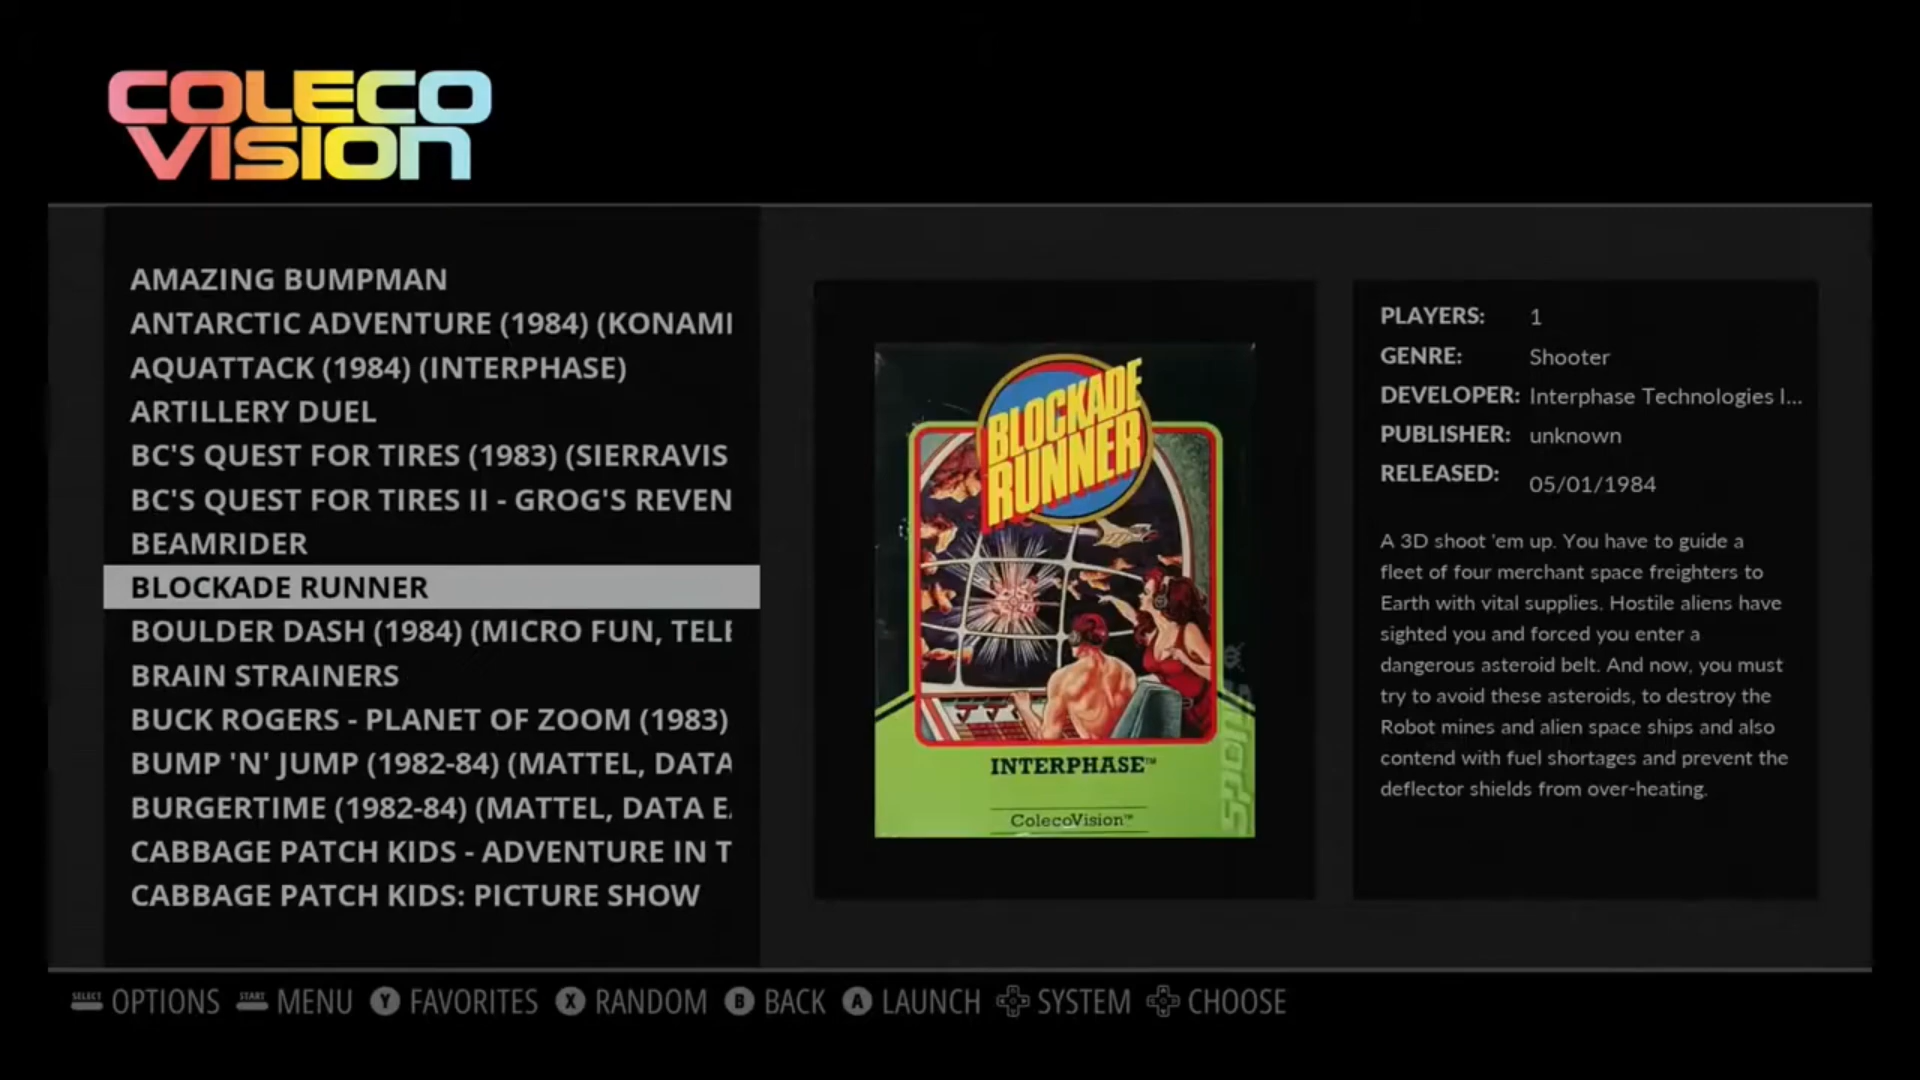 COLECO
VISION
AMAZING BUMPMAN
ANTARCTIC ADVENTURE (1984) (KONAMI
AQUATTACK (1984) (INTERPHASE)
ARTILLERY DUEL
BC'S QUEST FOR TIRES (1983) (SIERRAVIS
BC'S QUEST FOR TIRES II - GROG'S REVEN
BEAMRIDER
BLOCKADE RUNNER
BOULDER DASH (1984) (MICRO FUN, TELE
BRAIN STRAINERS
BUCK ROGERS - PLANET OF ZOOM (1983)
BUMP 'N' JUMP (1982-84) (MATTEL, DATA
BURGERTIME (1982-84) (MATTEL, DATA EA
CABBAGE PATCH KIDS - ADVENTURE IN T
CABBAGE PATCH KIDS: PICTURE SHOW
BLOCKADE
RUNNER
INTERPHASE™
ColecoVision™
PLAYERS: 1
GENRE: Shooter
DEVELOPER: Interphase Technologies I...
PUBLISHER: unknown
RELEASED: 05/01/1984
A 3D shoot 'em up. You have to guide a
fleet of four merchant space freighters to
Earth with vital supplies. Hostile aliens have
sighted you and forced you enter a
dangerous asteroid belt. And now, you must
try to avoid these asteroids, to destroy the
Robot mines and alien space ships and also
contend with fuel shortages and prevent the
deflector shields from over-heating.
SELECT OPTIONS START MENU Y FAVORITES X RANDOM B BACK A LAUNCH SYSTEM CHOOSE